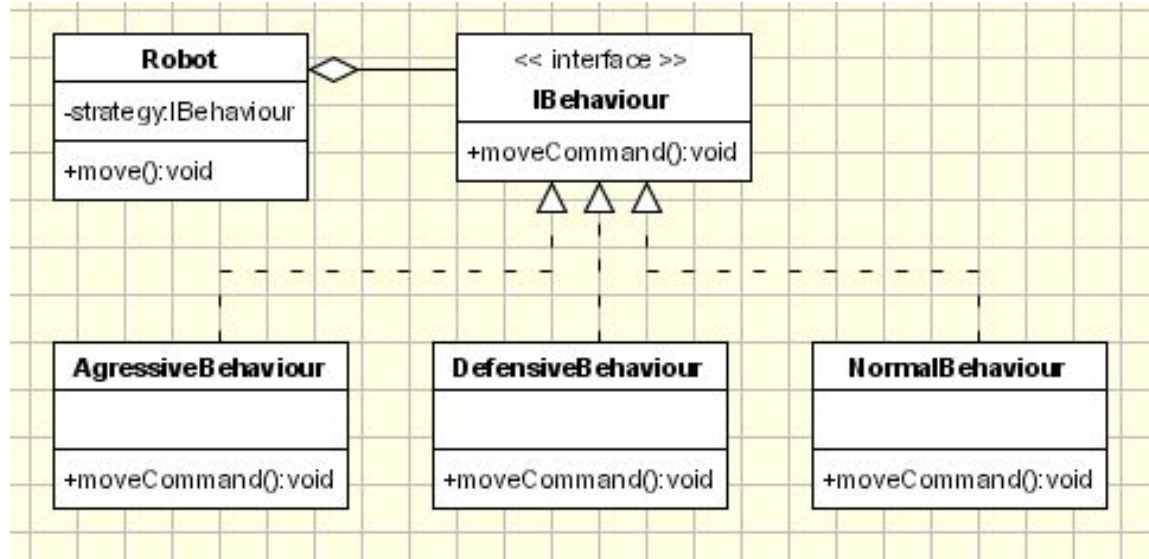 Robot
-strategy:IBehaviour
+move():void
<< interface >>
IBehaviour
+moveCommand():void
AgressiveBehaviour
+moveCommand():void
DefensiveBehaviour
+moveCommand():void
NormalBehaviour
+moveCommand():void